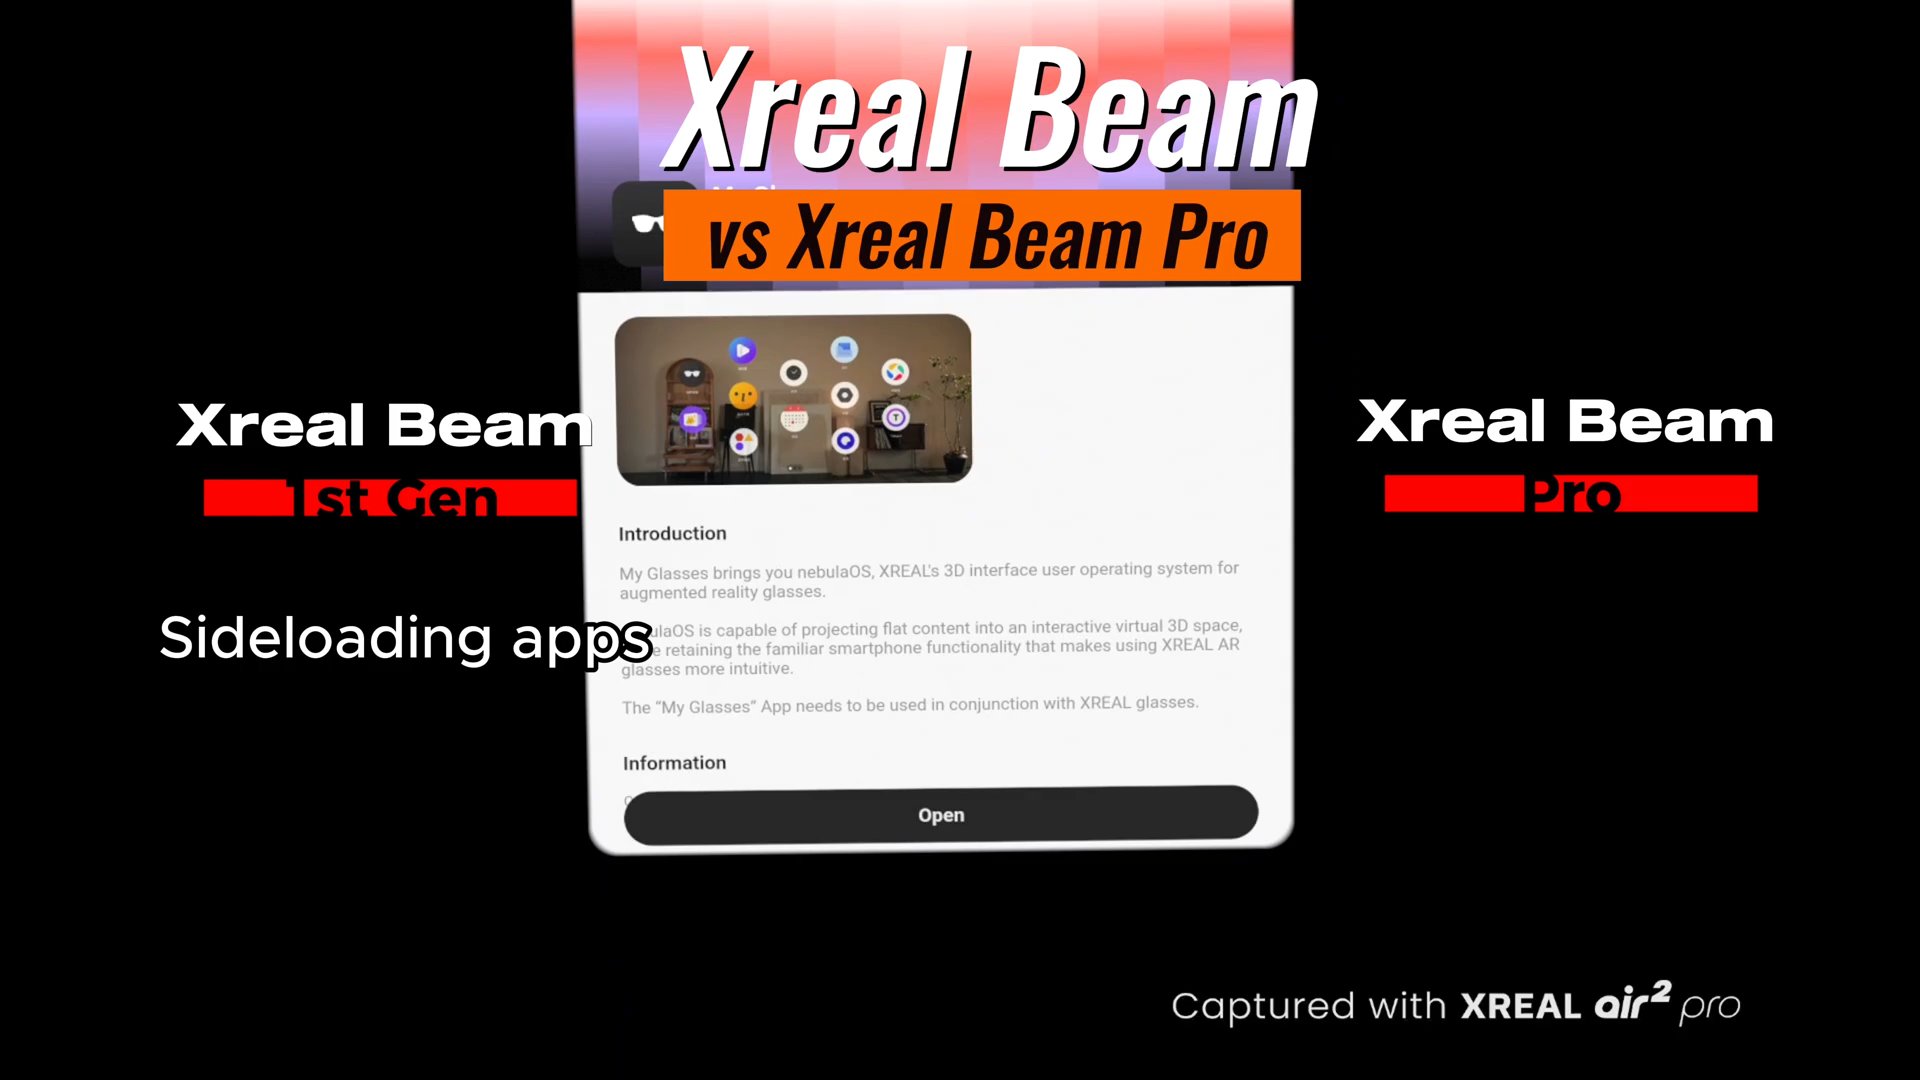 Xreal Beam
vs Xreal Beam Pro
Xreal Beam
1st Gen
Xreal Beam
Pro
Sideloading apps
Introduction
My Glasses brings you nebulaOS, XREAL's 3D interface user operating system for
augmented reality glasses.
ulaOS is capable of projecting flat content into an interactive virtual 3D space,
e retaining the familiar smartphone functionality that makes using XREAL AR
glasses more intuitive.
The "My Glasses" App needs to be used in conjunction with XREAL glasses.
Information
Open
Captured with XREAL air2 pro